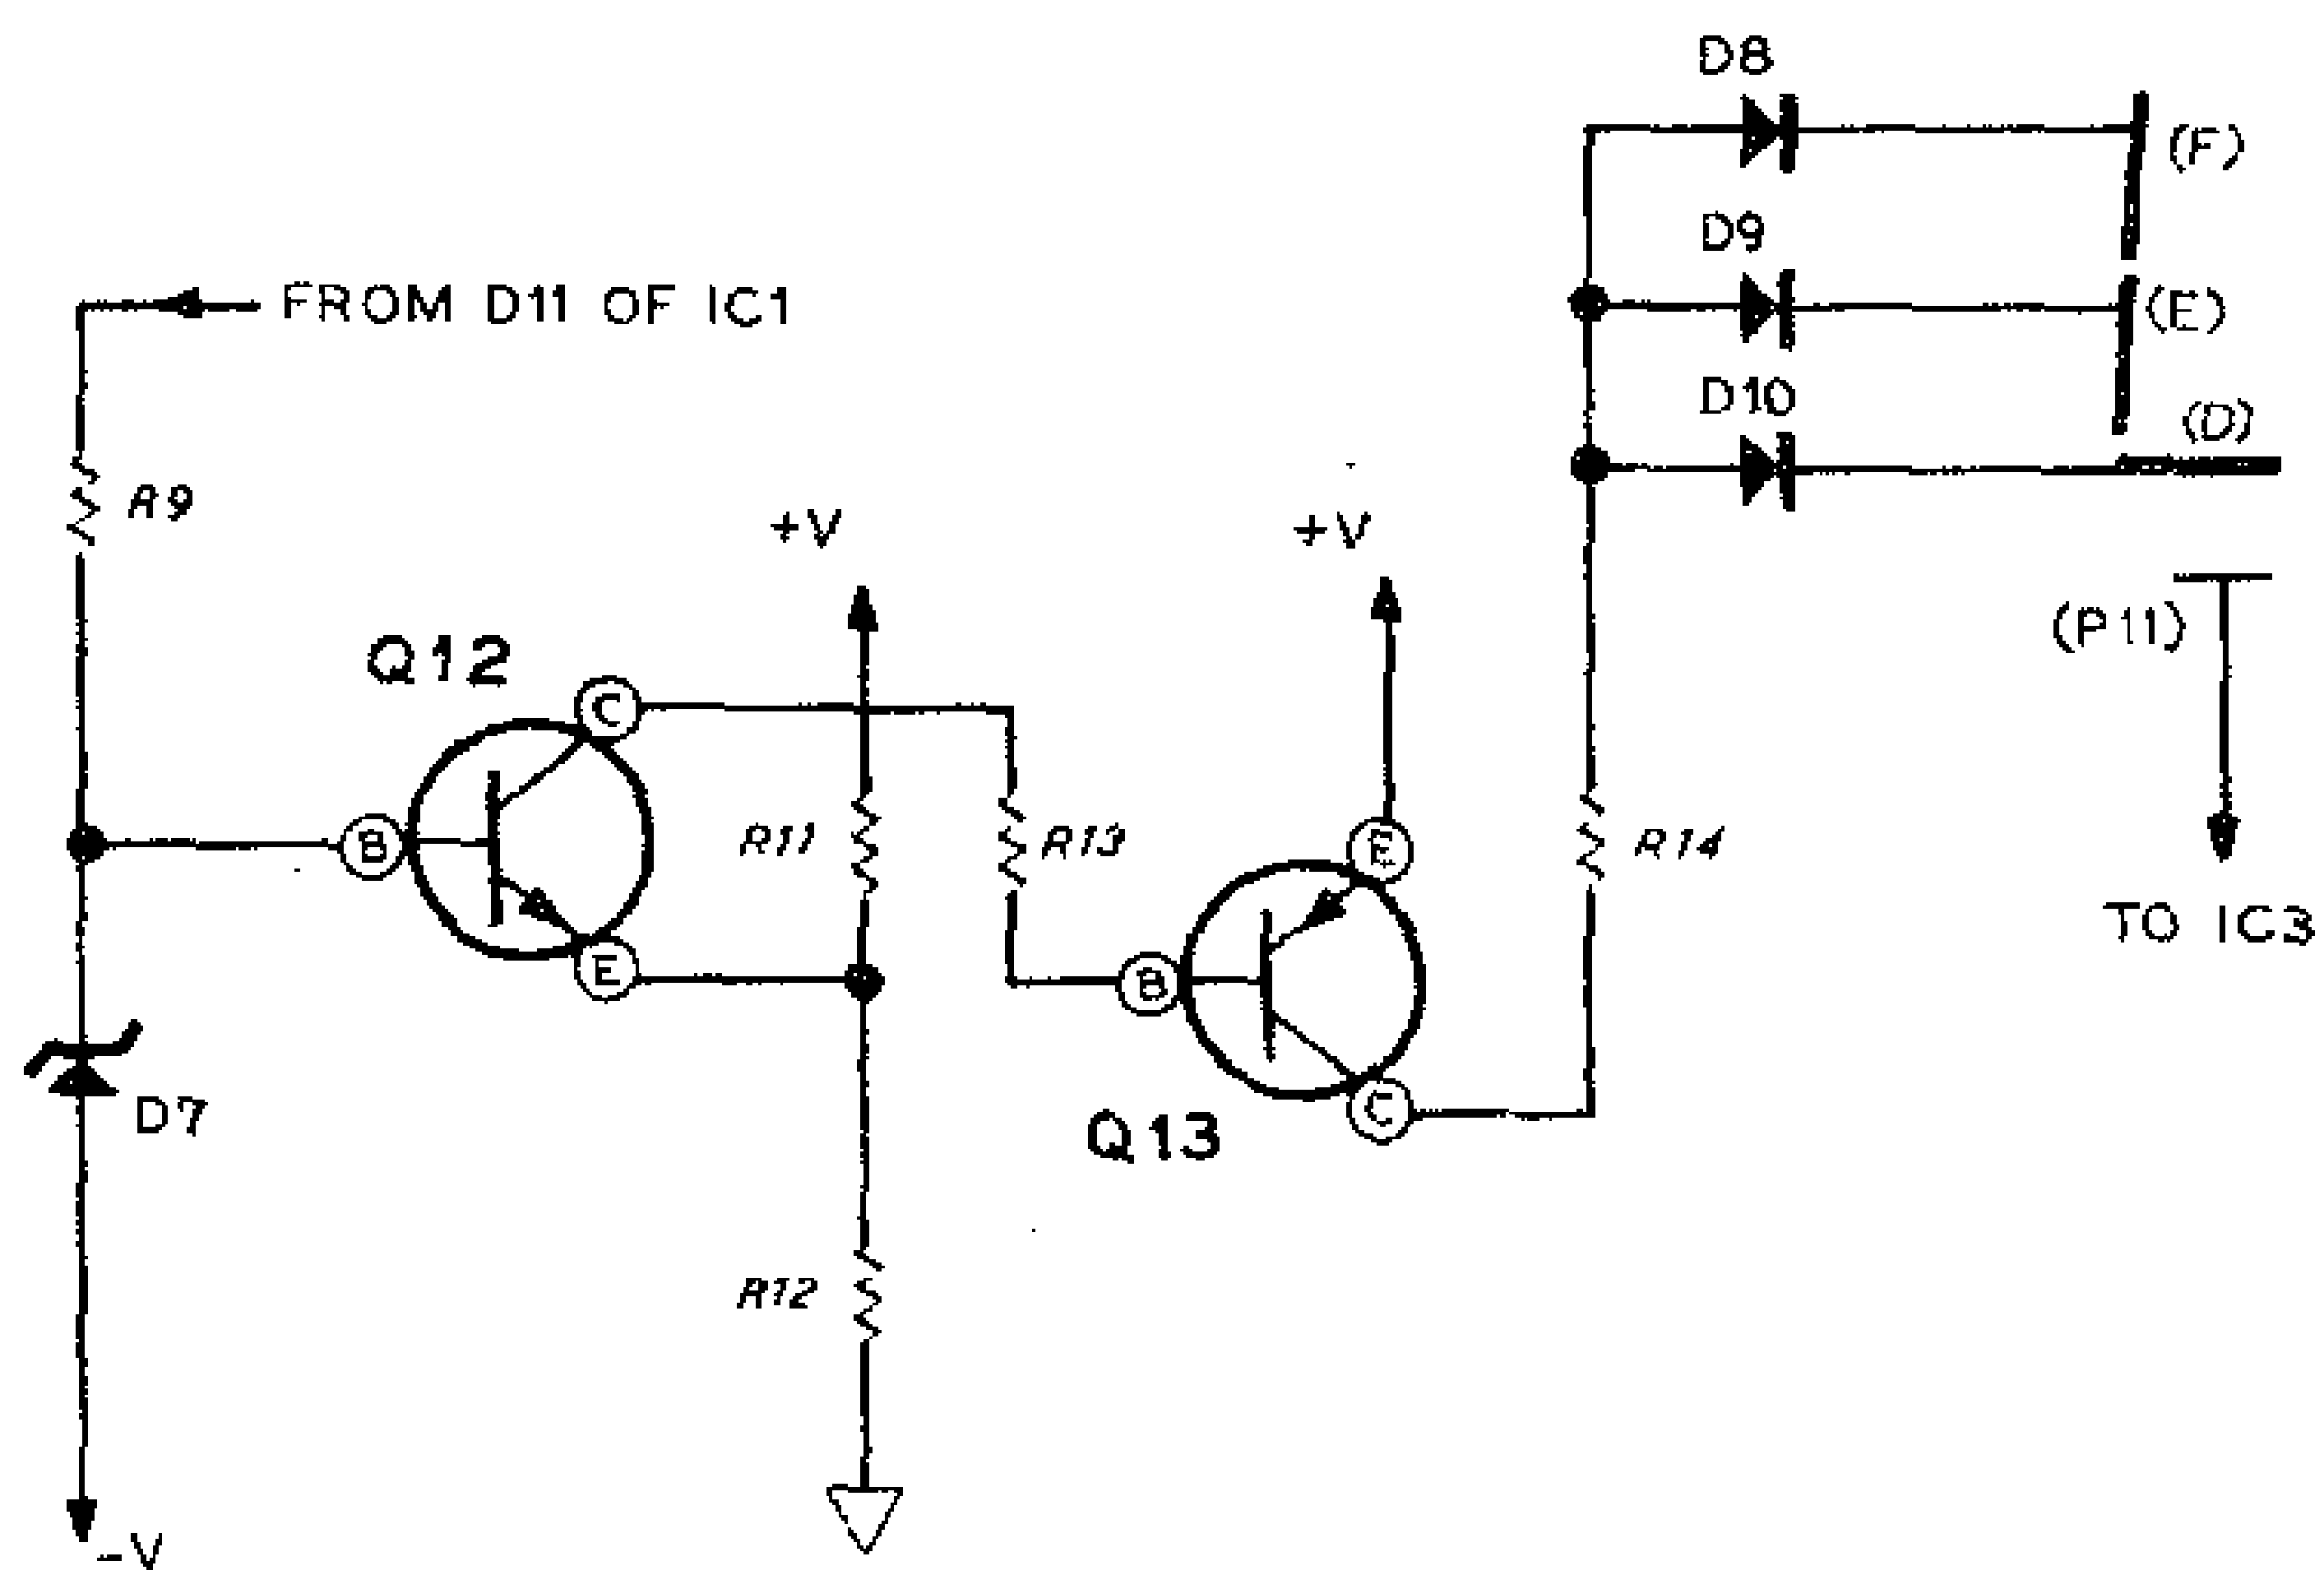 D8
(F)
D9
FROM D11 OF IC1
(E)
D10
(D)
R9
+V
+V
(P11)
Q12
C
B
R11
R13
E
R14
TO IC3
E
B
D7
C
Q13
R12
-V